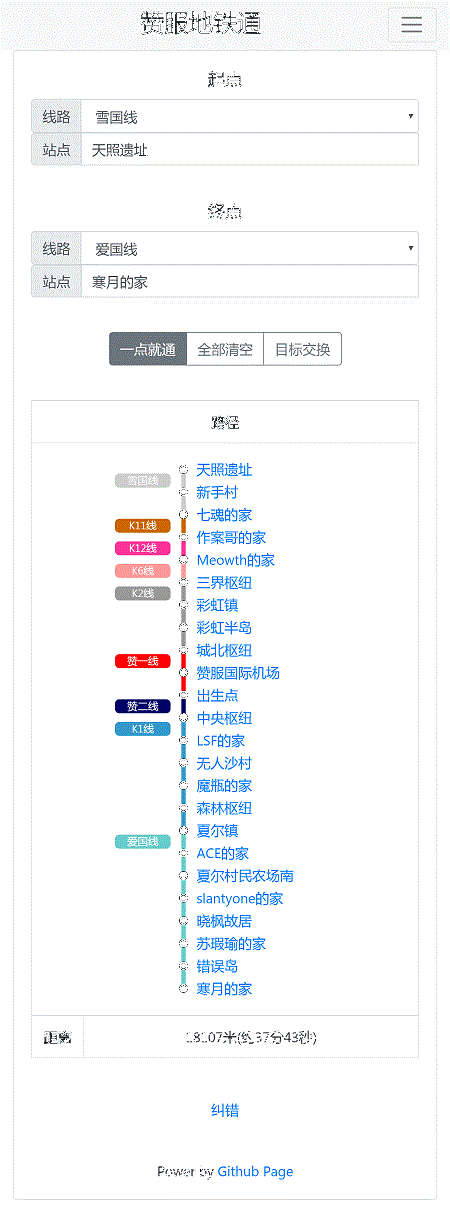 赞服地铁通
起点
线路 雪国线
站点 天照遗址
终点
线路 爱国线
站点 寒月的家
一点就通 全部清空 目标交换
路径
天照遗址
雪国线
新手村
七魂的家
K11线
作案哥的家
K12线
Meowth的家
K6线
三界枢纽
K2线
彩虹镇
彩虹半岛
城北枢纽
赞一线
赞服国际机场
出生点
赞二线
中央枢纽
K1线
LSF的家
无人沙村
魔瓶的家
森林枢纽
夏尔镇
爱国线
ACE的家
夏尔村民农场南
slantyone的家
晓枫故居
苏瑕瑜的家
错误岛
寒月的家
距离 18107米(约37分43秒)
纠错
Power by Github Page